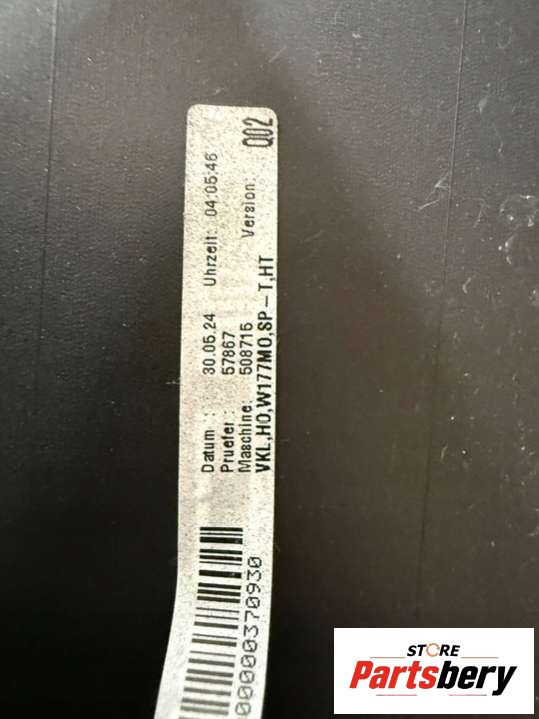 Datum : 30.05.24 Uhrzeit: 04:05:46
Pruefer : 57867
Maschine: 508715 Version: Q02
VKL,HO,W177MO,SP-T,HT
00000370930
STORE
Partsbery